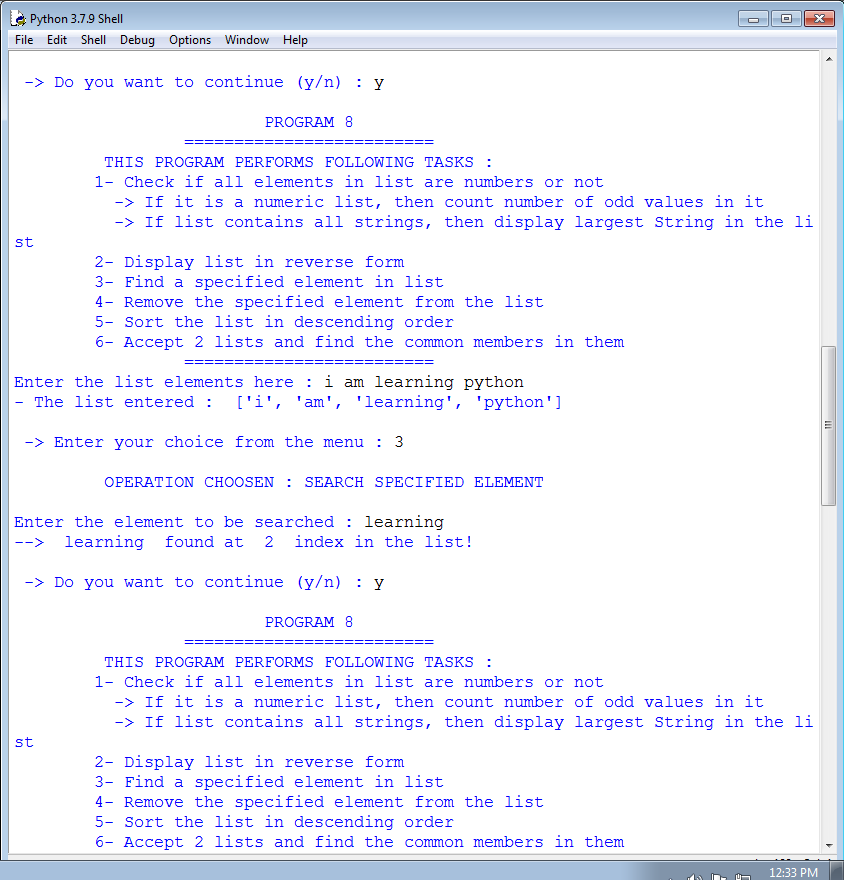 Python 3.7.9 Shell
File Edit Shell Debug Options Window Help
-> Do you want to continue (y/n) : y
PROGRAM 8
=========================
THIS PROGRAM PERFORMS FOLLOWING TASKS :
1- Check if all elements in list are numbers or not
-> If it is a numeric list, then count number of odd values in it
-> If list contains all strings, then display largest String in the li
st
2- Display list in reverse form
3- Find a specified element in list
4- Remove the specified element from the list
5- Sort the list in descending order
6- Accept 2 lists and find the common members in them
=========================
Enter the list elements here : i am learning python
- The list entered :  ['i', 'am', 'learning', 'python']
-> Enter your choice from the menu : 3
OPERATION CHOOSEN : SEARCH SPECIFIED ELEMENT
Enter the element to be searched : learning
-->  learning  found at  2  index in the list!
-> Do you want to continue (y/n) : y
PROGRAM 8
=========================
THIS PROGRAM PERFORMS FOLLOWING TASKS :
1- Check if all elements in list are numbers or not
-> If it is a numeric list, then count number of odd values in it
-> If list contains all strings, then display largest String in the li
st
2- Display list in reverse form
3- Find a specified element in list
4- Remove the specified element from the list
5- Sort the list in descending order
6- Accept 2 lists and find the common members in them
12:33 PM